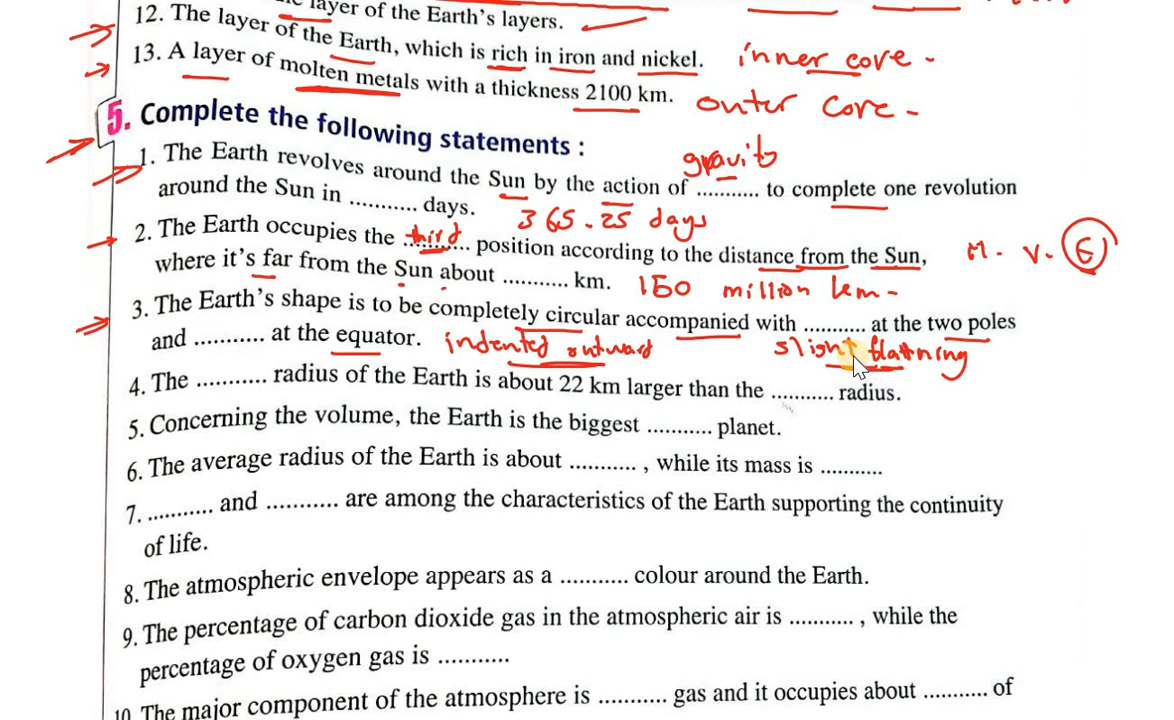 layer of the Earth's layers.
12. The layer of the Earth, which is rich in iron and nickel. inner core.
13. A layer of molten metals with a thickness 2100 km. outer core.
5. Complete the following statements :
gravity
1. The Earth revolves around the Sun by the action of ........... to complete one revolution
around the Sun in ........... days. 365.25 days
2. The Earth occupies the third ........... position according to the distance from the Sun, M. V. E
where it's far from the Sun about ........... km. 150 million km.
3. The Earth's shape is to be completely circular accompanied with ........... at the two poles
and ........... at the equator. indented outward slight flattning
4. The ........... radius of the Earth is about 22 km larger than the ........... radius.
5. Concerning the volume, the Earth is the biggest ........... planet.
6. The average radius of the Earth is about ........... , while its mass is ...........
7. ........... and ........... are among the characteristics of the Earth supporting the continuity
of life.
8. The atmospheric envelope appears as a ........... colour around the Earth.
9. The percentage of carbon dioxide gas in the atmospheric air is ........... , while the
percentage of oxygen gas is ...........
10. The major component of the atmosphere is ........... gas and it occupies about ........... of